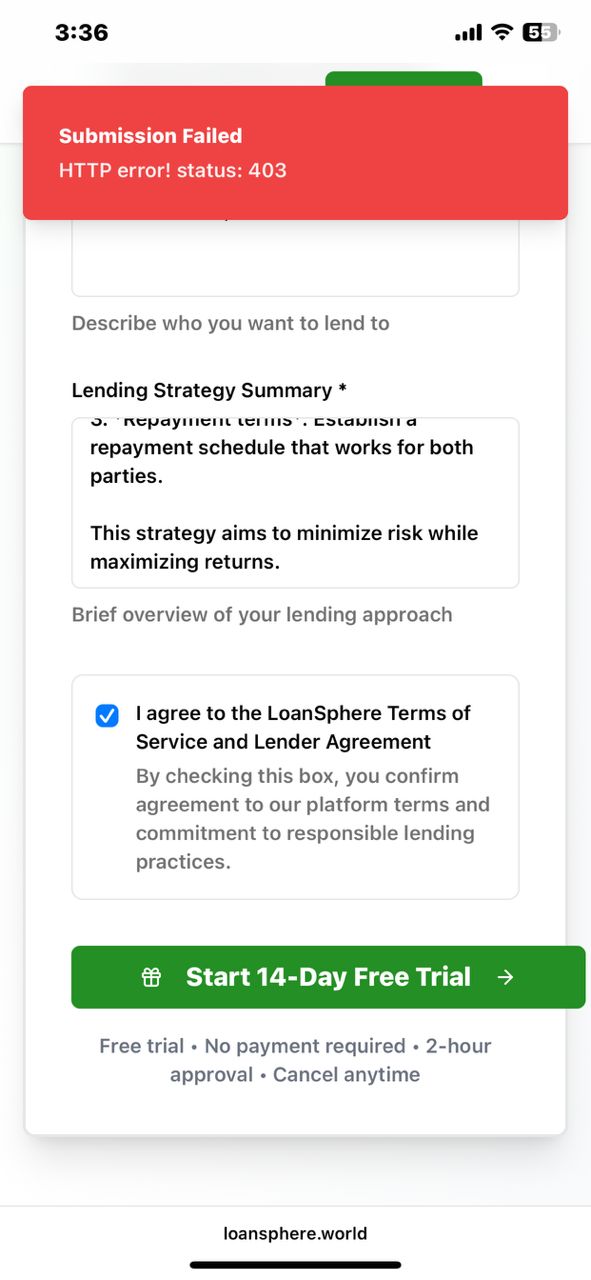 3:36
55
Submission Failed
HTTP error! status: 403
Describe who you want to lend to
Lending Strategy Summary *
3. *Repayment terms*: Establish a
repayment schedule that works for both
parties.
This strategy aims to minimize risk while
maximizing returns.
Brief overview of your lending approach
I agree to the LoanSphere Terms of
Service and Lender Agreement
By checking this box, you confirm
agreement to our platform terms and
commitment to responsible lending
practices.
Start 14-Day Free Trial
Free trial • No payment required • 2-hour
approval • Cancel anytime
loansphere.world